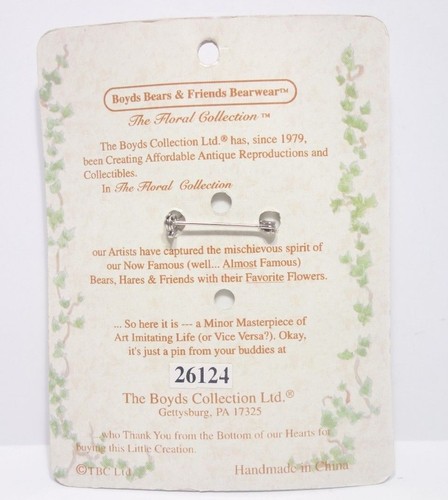 Boyds Bears & Friends Bearwear™
The Floral Collection™
The Boyds Collection Ltd.® has, since 1979,
been Creating Affordable Antique Reproductions and
Collectibles.
In The Floral Collection
our Artists have captured the mischievous spirit of
our Now Famous (well... Almost Famous)
Bears, Hares & Friends with their Favorite Flowers.
... So here it is --- a Minor Masterpiece of
Art Imitating Life (or Vice Versa?). Okay,
it's just a pin from your buddies at
26124
The Boyds Collection Ltd.®
Gettysburg, PA 17325
who Thank You from the Bottom of our Hearts for
buying this Little Creation.
©TBC Ltd.
Handmade in China